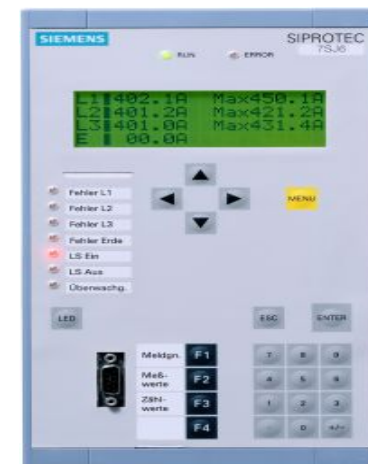 SIEMENS
SIPROTEC
7SJ6
RUN
ERROR
L1 402.1A Max450.1A
L2 401.2A Max421.2A
L3 401.0A Max431.4A
E 00.0A
Fehler L1
Fehler L2
Fehler L3
Fehler Erde
LS Ein
LS Aus
Überwachg.
MENU
LED
ESC
ENTER
Meldgn. F1
Meß-
werte F2
Zähl-
werte F3
F4
7 8 9
4 5 6
1 2 3
0 +/-